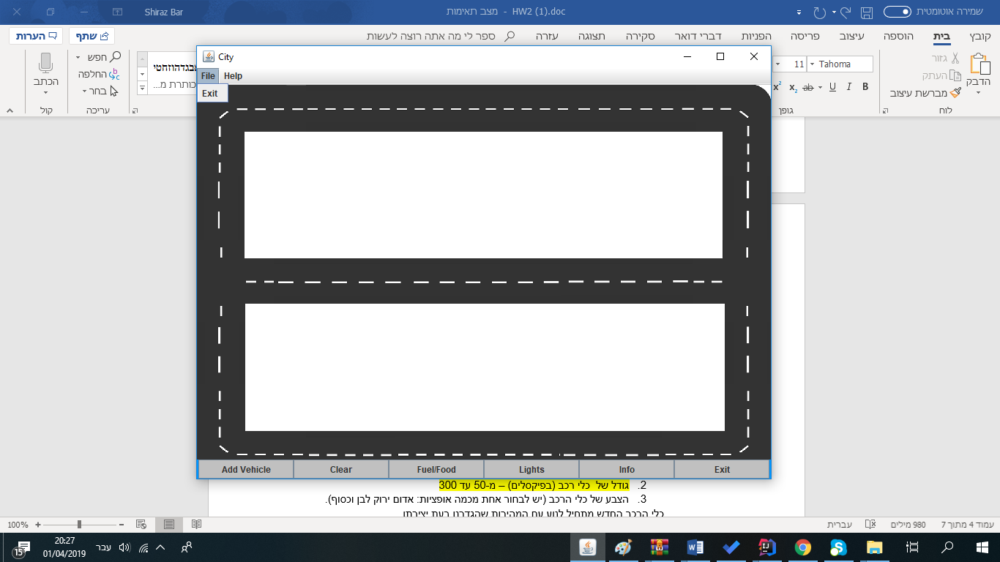 שמירה אוטומטית
HW2 (1).doc - מצב תאימות
Shiraz Bar
קובץ בית הוספה עיצוב פריסה הפניות דברי דואר סקירה תצוגה עזרה ספר לי מה אתה רוצה לעשות
שתף הערות
הדבק גזור
העתק
מברשת עיצוב
לוח
Tahoma 11
B I U ab x₂ x²
גופן
כותרת מ...
חפש
החלפה
בחר
עריכה
הכתב
קול
City
File Help
Exit
Add Vehicle Clear Fuel/Food Lights Info Exit
2. גודל של כלי רכב (בפיקסלים) – מ-50 עד 300
3. הצבע של כלי הרכב (יש לבחור אחת מכמה אופציות: אדום ירוק לבן וכסוף).
כלי הרכב החדש מתחיל לנוע עם המהירות שהגדרנו בעת יצירתו
עמוד 4 מתוך 7 980 מילים עברית
100%
20:27
01/04/2019
עבר
15